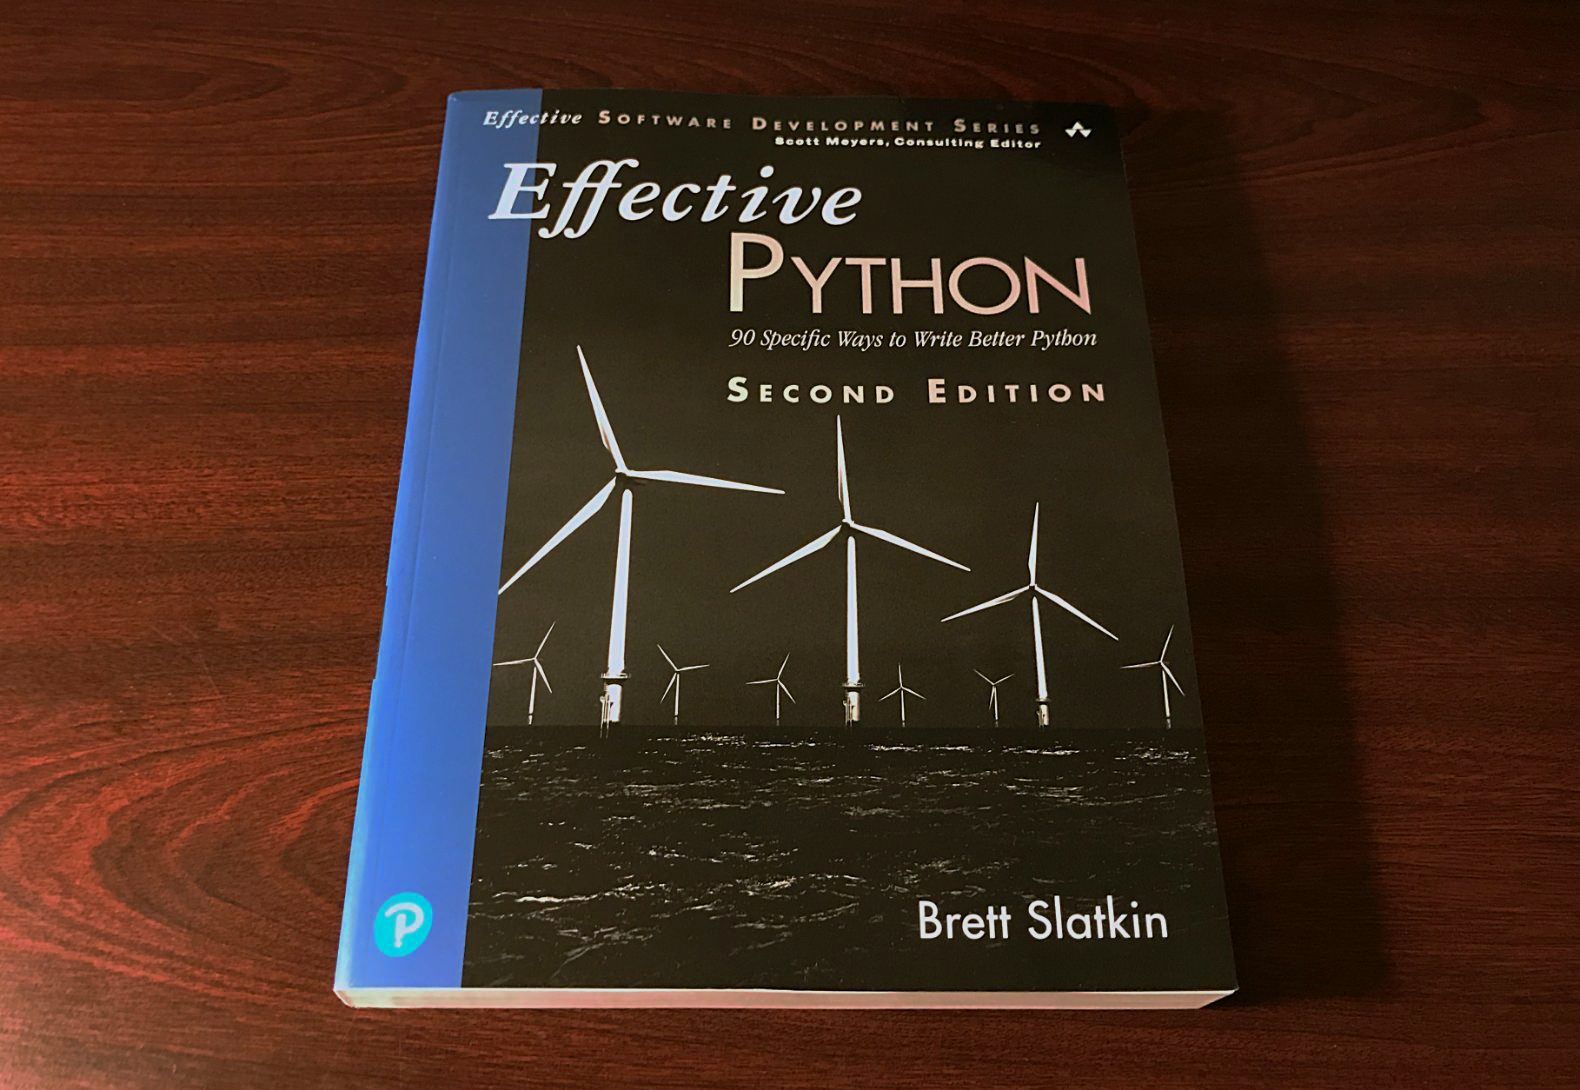 Effective SOFTWARE DEVELOPMENT SERIES
Scott Meyers, Consulting Editor
Effective
PYTHON
90 Specific Ways to Write Better Python
SECOND EDITION
Brett Slatkin
P